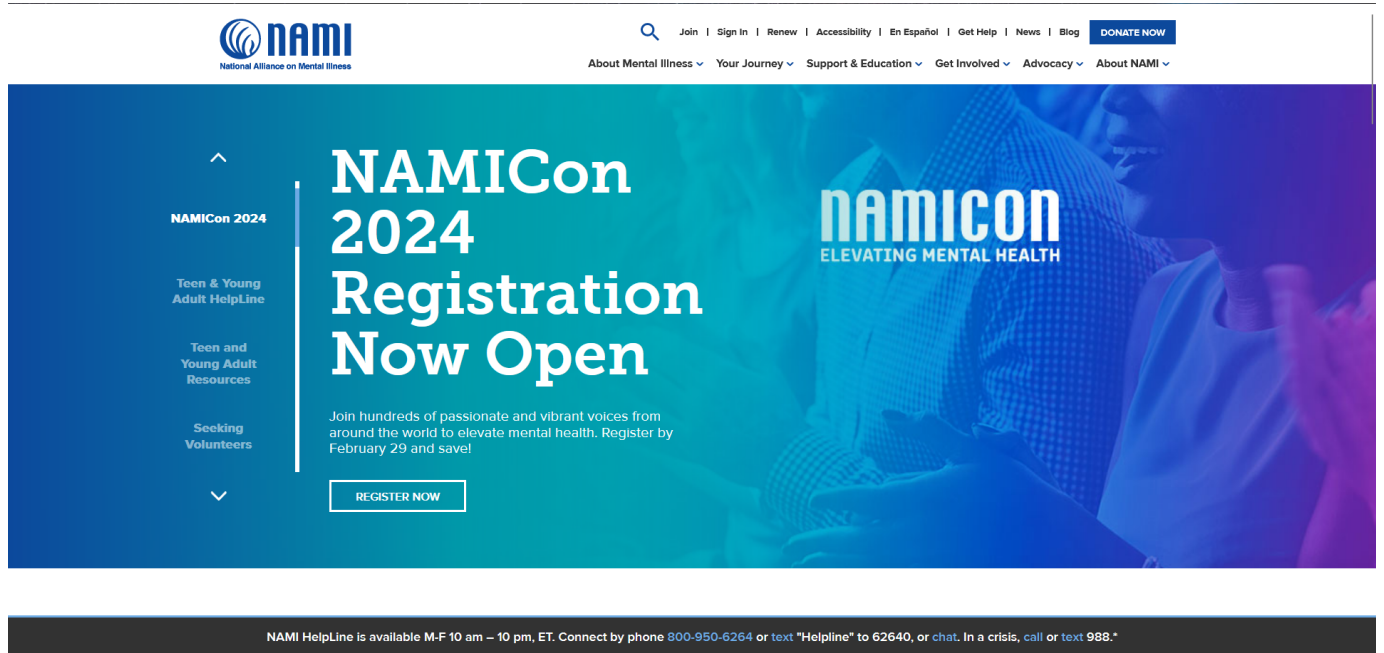 NAMI
National Alliance on Mental Illness
Join | Sign In | Renew | Accessibility | En Español | Get Help | News | Blog
DONATE NOW
About Mental Illness
Your Journey
Support & Education
Get Involved
Advocacy
About NAMI
NAMICon 2024
Teen & Young
Adult HelpLine
Teen and
Young Adult
Resources
Seeking
Volunteers
NAMICon
2024
Registration
Now Open
Join hundreds of passionate and vibrant voices from
around the world to elevate mental health. Register by
February 29 and save!
REGISTER NOW
NAMICON
ELEVATING MENTAL HEALTH
NAMI HelpLine is available M-F 10 am – 10 pm, ET. Connect by phone 800-950-6264 or text "Helpline" to 62640, or chat. In a crisis, call or text 988.*